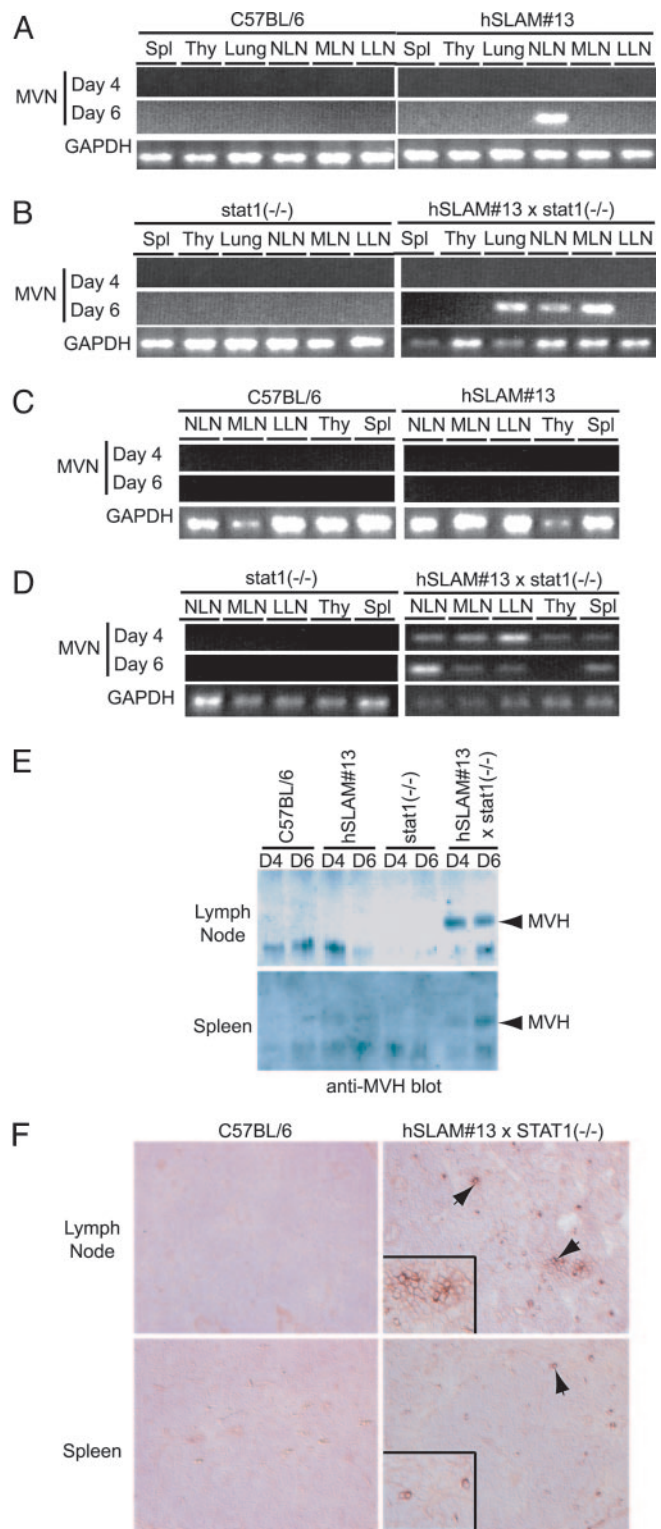 A
C57BL/6 hSLAM#13
Spl Thy Lung NLN MLN LLN Spl Thy Lung NLN MLN LLN
MVN
Day 4
Day 6
GAPDH
B
stat1(-/-) hSLAM#13 x stat1(-/-)
Spl Thy Lung NLN MLN LLN Spl Thy Lung NLN MLN LLN
MVN
Day 4
Day 6
GAPDH
C
C57BL/6 hSLAM#13
NLN MLN LLN Thy Spl NLN MLN LLN Thy Spl
MVN
Day 4
Day 6
GAPDH
D
stat1(-/-) hSLAM#13 x stat1(-/-)
NLN MLN LLN Thy Spl NLN MLN LLN Thy Spl
MVN
Day 4
Day 6
GAPDH
E
C57BL/6
hSLAM#13
stat1(-/-)
hSLAM#13
x stat1(-/-)
D4 D6 D4 D6 D4 D6 D4 D6
Lymph
Node
MVH
Spleen
MVH
anti-MVH blot
F
C57BL/6 hSLAM#13 x STAT1(-/-)
Lymph
Node
Spleen